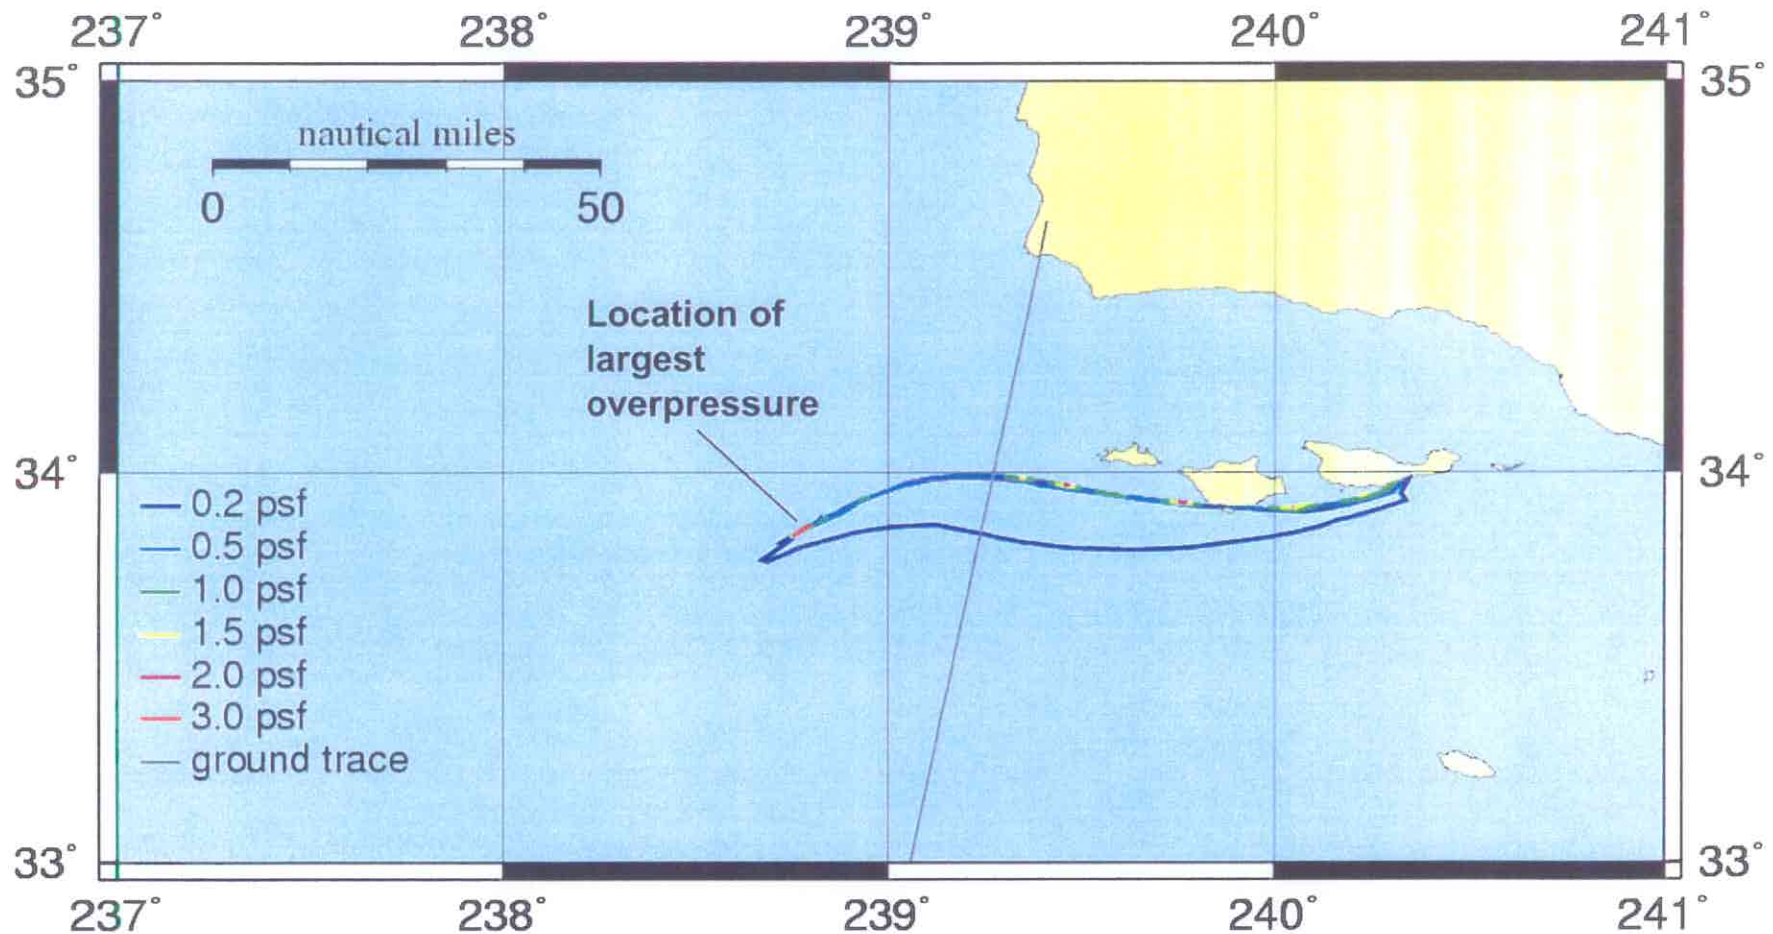 237° 238° 239° 240° 241°
35° 35°
nautical miles
0 50
Location of
largest
overpressure
34° 34°
0.2 psf
0.5 psf
1.0 psf
1.5 psf
2.0 psf
3.0 psf
ground trace
33° 33°
237° 238° 239° 240° 241°